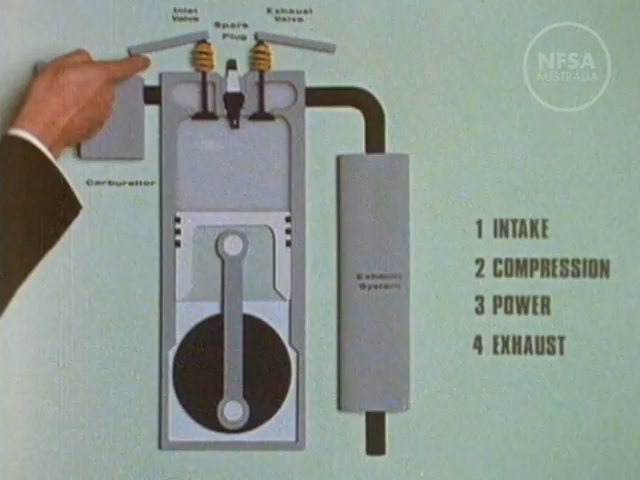 Inlet
Valve
Spark
Plug
Exhaust
Valve
NFSA
AUSTRALIA
Carburettor
Exhaust
System
1 INTAKE
2 COMPRESSION
3 POWER
4 EXHAUST